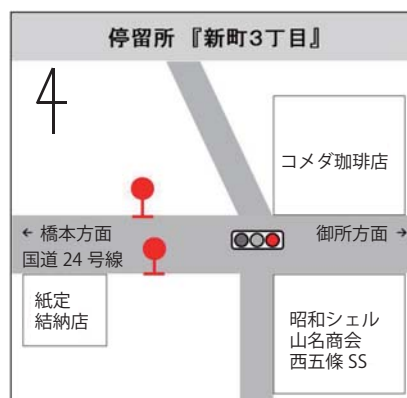 停留所 『新町3丁目』
コメダ珈琲店
← 橋本方面
御所方面 →
国道 24 号線
紙定
結納店
昭和シェル
山名商会
西五條 SS